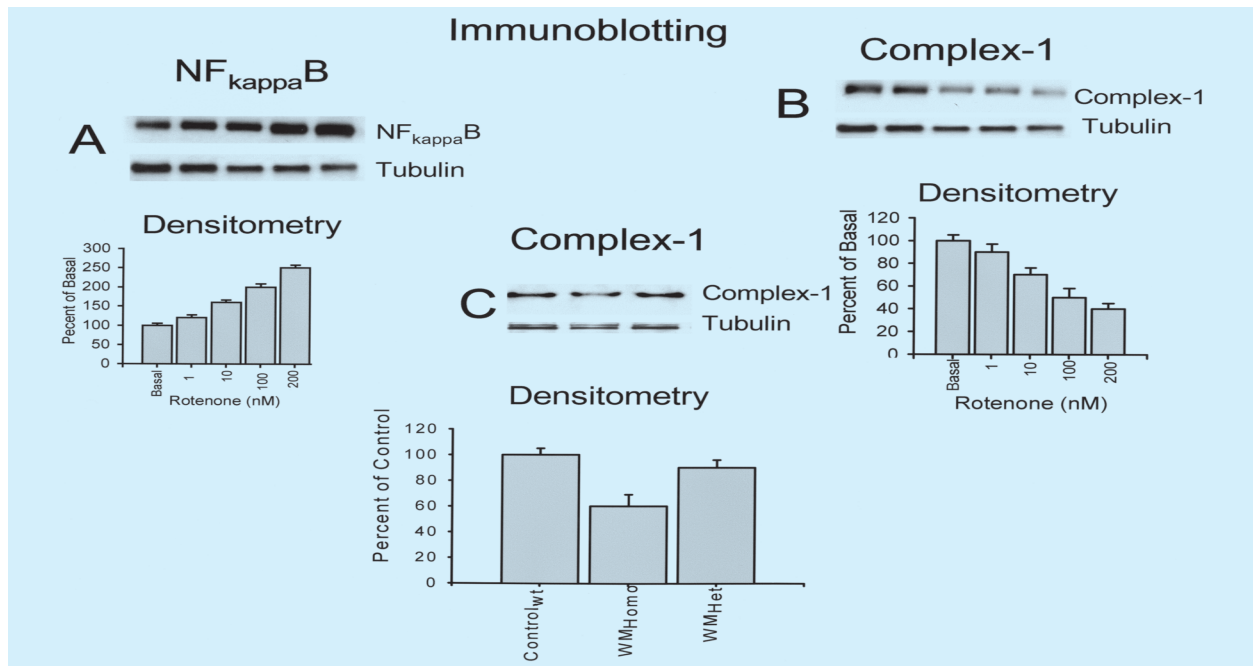 Immunoblotting
NFkappaB
A
NFkappaB
Tubulin
Densitometry
Pecent of Basal
300
250
200
150
100
50
0
Basal
1
10
100
200
Rotenone (nM)
Complex-1
B
Complex-1
Tubulin
Densitometry
Percent of Basal
120
100
80
60
40
20
0
Basal
1
10
100
200
Rotenone (nM)
Complex-1
C
Complex-1
Tubulin
Densitometry
Percent of Control
120
100
80
60
40
20
0
Controlwt
WMHomo
WMHet